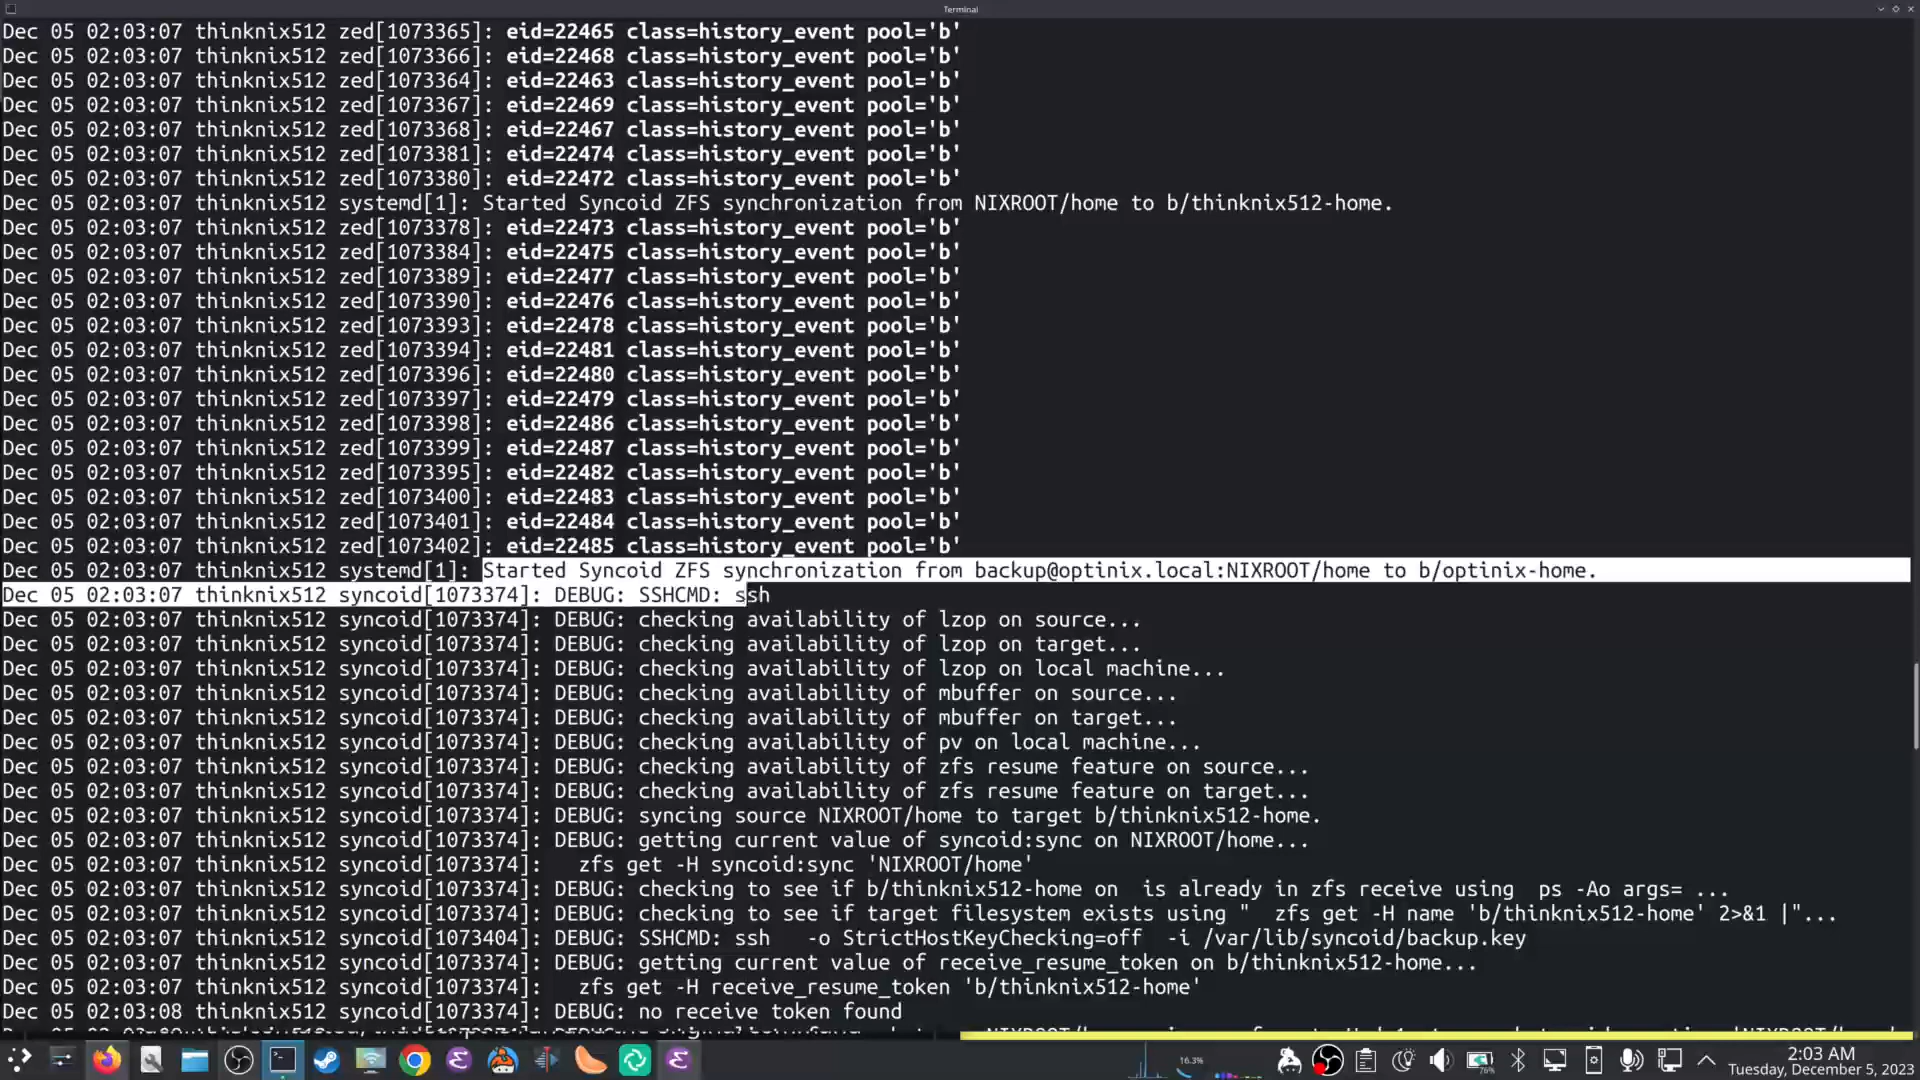 Terminal
Dec 05 02:03:07 thinknix512 zed[1073365]: eid=22465 class=history_event pool='b'
Dec 05 02:03:07 thinknix512 zed[1073366]: eid=22468 class=history_event pool='b'
Dec 05 02:03:07 thinknix512 zed[1073364]: eid=22463 class=history_event pool='b'
Dec 05 02:03:07 thinknix512 zed[1073367]: eid=22469 class=history_event pool='b'
Dec 05 02:03:07 thinknix512 zed[1073368]: eid=22467 class=history_event pool='b'
Dec 05 02:03:07 thinknix512 zed[1073381]: eid=22474 class=history_event pool='b'
Dec 05 02:03:07 thinknix512 zed[1073380]: eid=22472 class=history_event pool='b'
Dec 05 02:03:07 thinknix512 systemd[1]: Started Syncoid ZFS synchronization from NIXROOT/home to b/thinknix512-home.
Dec 05 02:03:07 thinknix512 zed[1073378]: eid=22473 class=history_event pool='b'
Dec 05 02:03:07 thinknix512 zed[1073384]: eid=22475 class=history_event pool='b'
Dec 05 02:03:07 thinknix512 zed[1073389]: eid=22477 class=history_event pool='b'
Dec 05 02:03:07 thinknix512 zed[1073390]: eid=22476 class=history_event pool='b'
Dec 05 02:03:07 thinknix512 zed[1073393]: eid=22478 class=history_event pool='b'
Dec 05 02:03:07 thinknix512 zed[1073394]: eid=22481 class=history_event pool='b'
Dec 05 02:03:07 thinknix512 zed[1073396]: eid=22480 class=history_event pool='b'
Dec 05 02:03:07 thinknix512 zed[1073397]: eid=22479 class=history_event pool='b'
Dec 05 02:03:07 thinknix512 zed[1073398]: eid=22486 class=history_event pool='b'
Dec 05 02:03:07 thinknix512 zed[1073399]: eid=22487 class=history_event pool='b'
Dec 05 02:03:07 thinknix512 zed[1073395]: eid=22482 class=history_event pool='b'
Dec 05 02:03:07 thinknix512 zed[1073400]: eid=22483 class=history_event pool='b'
Dec 05 02:03:07 thinknix512 zed[1073401]: eid=22484 class=history_event pool='b'
Dec 05 02:03:07 thinknix512 zed[1073402]: eid=22485 class=history_event pool='b'
Dec 05 02:03:07 thinknix512 systemd[1]: Started Syncoid ZFS synchronization from backup@optinix.local:NIXROOT/home to b/optinix-home.
Dec 05 02:03:07 thinknix512 syncoid[1073374]: DEBUG: SSHCMD: ssh
Dec 05 02:03:07 thinknix512 syncoid[1073374]: DEBUG: checking availability of lzop on source...
Dec 05 02:03:07 thinknix512 syncoid[1073374]: DEBUG: checking availability of lzop on target...
Dec 05 02:03:07 thinknix512 syncoid[1073374]: DEBUG: checking availability of lzop on local machine...
Dec 05 02:03:07 thinknix512 syncoid[1073374]: DEBUG: checking availability of mbuffer on source...
Dec 05 02:03:07 thinknix512 syncoid[1073374]: DEBUG: checking availability of mbuffer on target...
Dec 05 02:03:07 thinknix512 syncoid[1073374]: DEBUG: checking availability of pv on local machine...
Dec 05 02:03:07 thinknix512 syncoid[1073374]: DEBUG: checking availability of zfs resume feature on source...
Dec 05 02:03:07 thinknix512 syncoid[1073374]: DEBUG: checking availability of zfs resume feature on target...
Dec 05 02:03:07 thinknix512 syncoid[1073374]: DEBUG: syncing source NIXROOT/home to target b/thinknix512-home.
Dec 05 02:03:07 thinknix512 syncoid[1073374]: DEBUG: getting current value of syncoid:sync on NIXROOT/home...
Dec 05 02:03:07 thinknix512 syncoid[1073374]:   zfs get -H syncoid:sync 'NIXROOT/home'
Dec 05 02:03:07 thinknix512 syncoid[1073374]: DEBUG: checking to see if b/thinknix512-home on  is already in zfs receive using  ps -Ao args= ...
Dec 05 02:03:07 thinknix512 syncoid[1073374]: DEBUG: checking to see if target filesystem exists using "  zfs get -H name 'b/thinknix512-home' 2>&1 |"...
Dec 05 02:03:07 thinknix512 syncoid[1073404]: DEBUG: SSHCMD: ssh   -o StrictHostKeyChecking=off  -i /var/lib/syncoid/backup.key
Dec 05 02:03:07 thinknix512 syncoid[1073374]: DEBUG: getting current value of receive_resume_token on b/thinknix512-home...
Dec 05 02:03:07 thinknix512 syncoid[1073374]:   zfs get -H receive_resume_token 'b/thinknix512-home'
Dec 05 02:03:08 thinknix512 syncoid[1073374]: DEBUG: no receive token found
16.3%
76%
2:03 AM
Tuesday, December 5, 2023